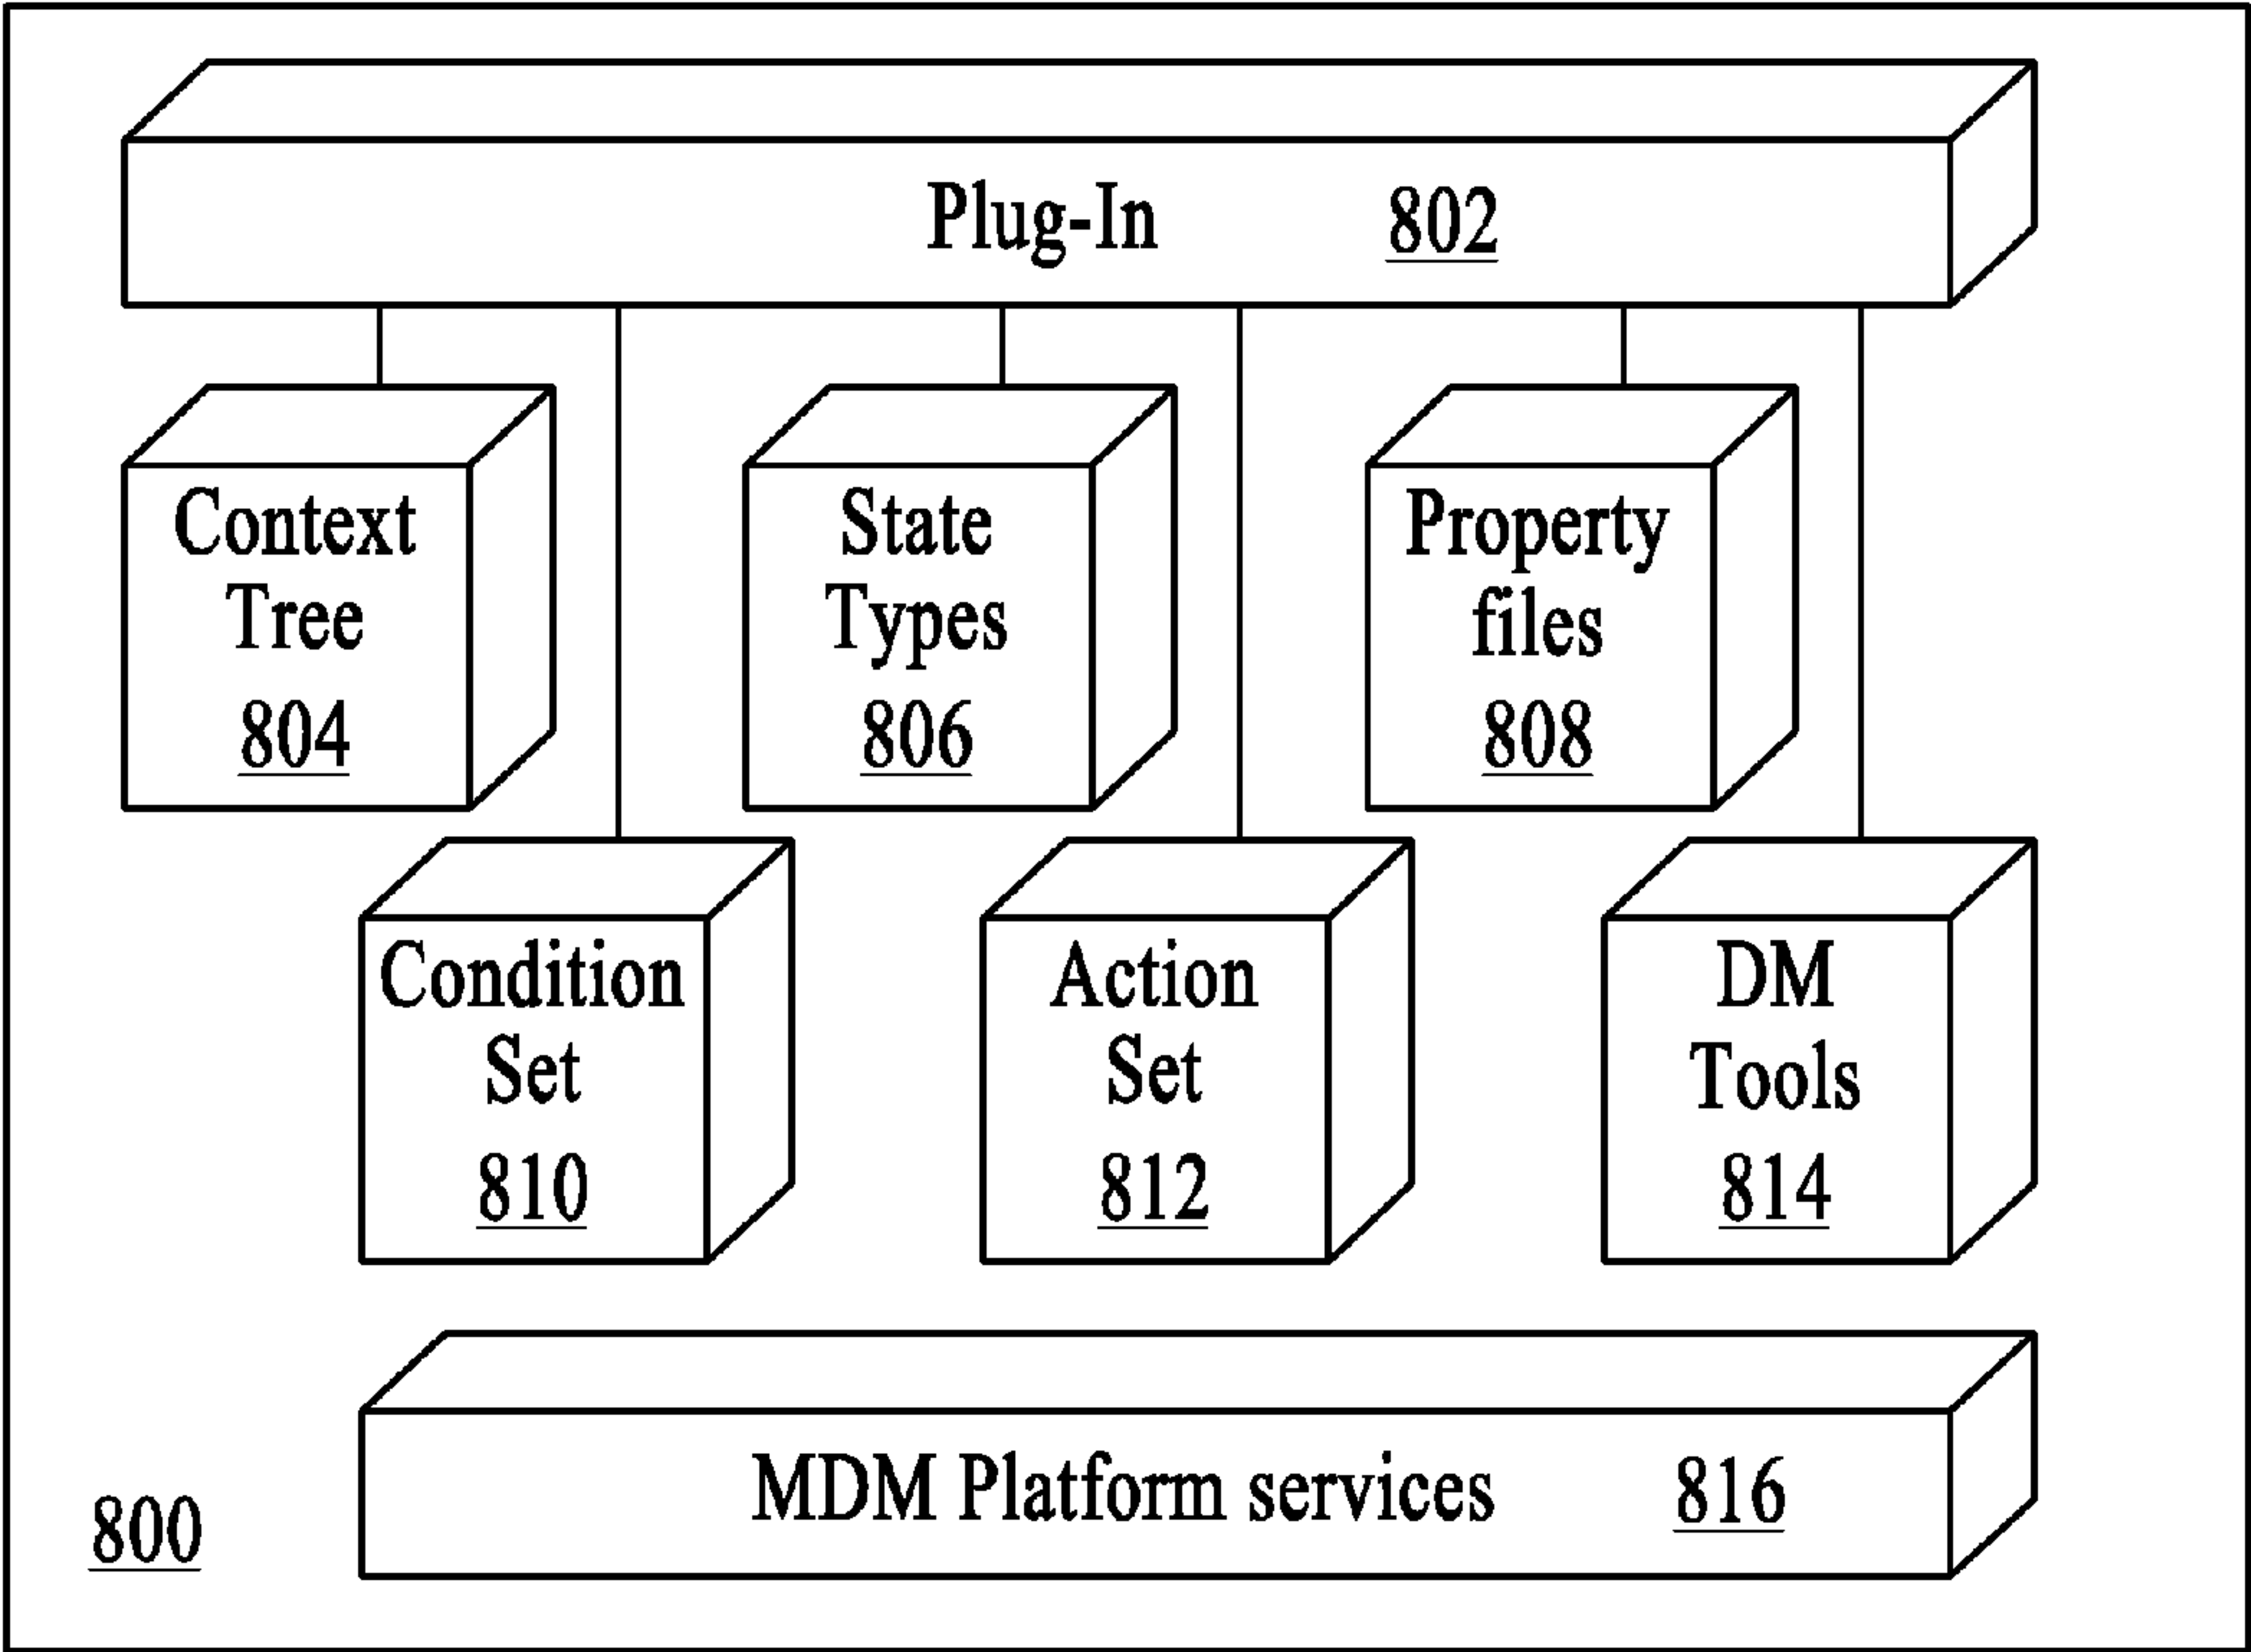 Plug-In 802
Context
Tree
804
State
Types
806
Property
files
808
Condition
Set
810
Action
Set
812
DM
Tools
814
MDM Platform services 816
800